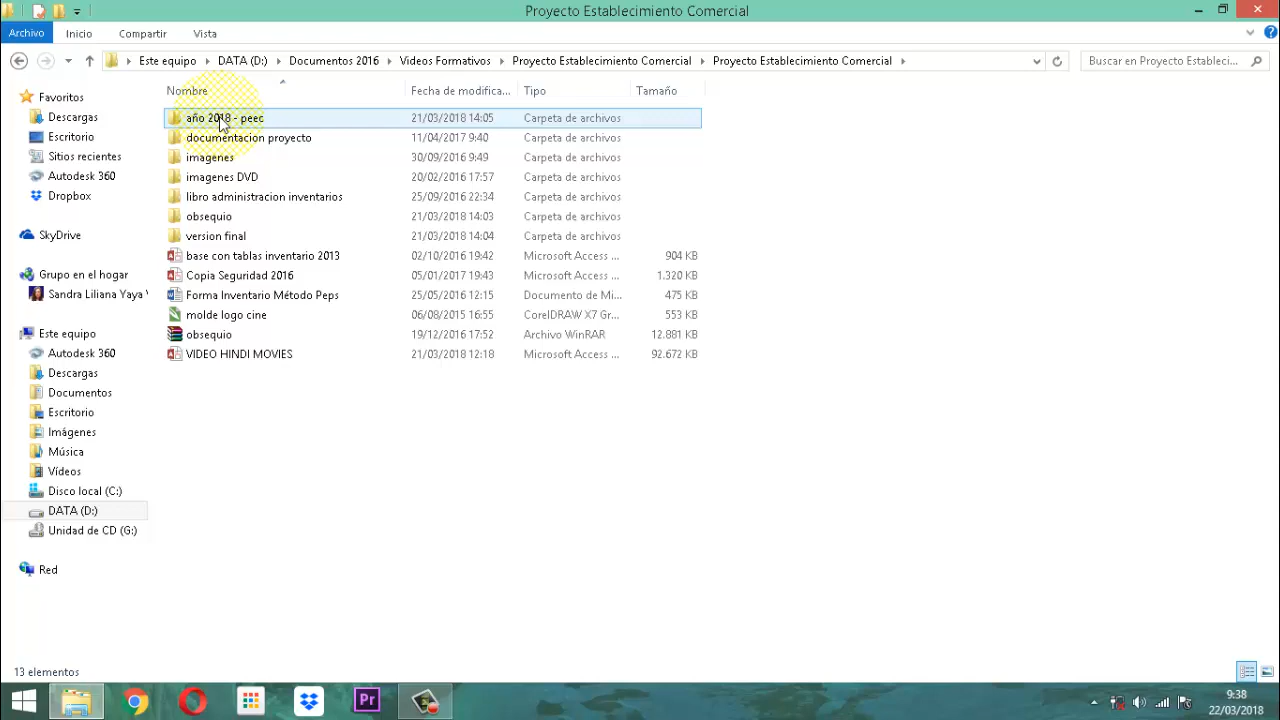 Proyecto Establecimiento Comercial
Archivo Inicio Compartir Vista
Este equipo DATA (D:) Documentos 2016 Videos Formativos Proyecto Establecimiento Comercial Proyecto Establecimiento Comercial Buscar en Proyecto Estableci...
Nombre Fecha de modifica... Tipo Tamaño
Favoritos
Descargas
Escritorio
Sitios recientes
Autodesk 360
Dropbox
SkyDrive
Grupo en el hogar
Sandra Liliana Yaya V
Este equipo
Autodesk 360
Descargas
Documentos
Escritorio
Imágenes
Música
Vídeos
Disco local (C:)
DATA (D:)
Unidad de CD (G:)
Red
año 2018 - peec 21/03/2018 14:05 Carpeta de archivos
documentacion proyecto 11/04/2017 9:40 Carpeta de archivos
imagenes 30/09/2016 9:49 Carpeta de archivos
imagenes DVD 20/02/2016 17:57 Carpeta de archivos
libro administracion inventarios 25/09/2016 22:34 Carpeta de archivos
obsequio 21/03/2018 14:03 Carpeta de archivos
version final 21/03/2018 14:04 Carpeta de archivos
base con tablas inventario 2013 02/10/2016 19:42 Microsoft Access ... 904 KB
Copia Seguridad 2016 05/01/2017 19:43 Microsoft Access ... 1.320 KB
Forma Inventario Método Peps 25/05/2016 12:15 Documento de Mi... 475 KB
molde logo cine 06/08/2015 16:55 CorelDRAW X7 Gr... 553 KB
obsequio 19/12/2016 17:52 Archivo WinRAR 12.881 KB
VIDEO HINDI MOVIES 21/03/2018 12:18 Microsoft Access ... 92.672 KB
13 elementos
Pr
9:38
22/03/2018